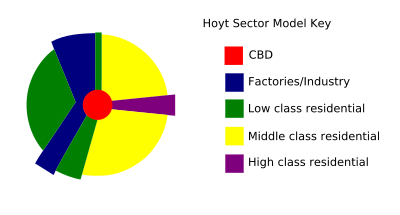 Hoyt Sector Model Key
CBD
Factories/Industry
Low class residential
Middle class residential
High class residential